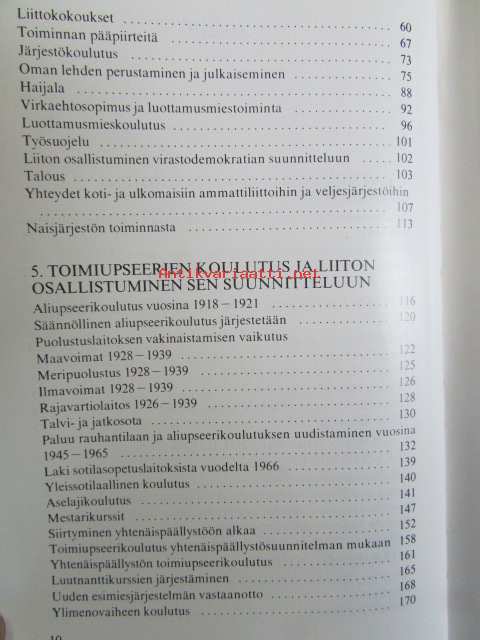 Liittokokoukset . . . . . . . . . . . . . . . . . . . . . . . . . . . 60
Toiminnan pääpiirteitä . . . . . . . . . . . . . . . . . . . . . . 67
Järjestökoulutus . . . . . . . . . . . . . . . . . . . . . . . . . . 73
Oman lehden perustaminen ja julkaiseminen . . . . . . . . . . 75
Haijala . . . . . . . . . . . . . . . . . . . . . . . . . . . . . . . 88
Virkaehtosopimus ja luottamusmiestoiminta . . . . . . . . . . 92
Luottamusmieskoulutus . . . . . . . . . . . . . . . . . . . . . . 96
Työsuojelu . . . . . . . . . . . . . . . . . . . . . . . . . . . . 101
Liiton osallistuminen virastodemokratian suunnitteluun . . . . . 102
Talous . . . . . . . . . . . . . . . . . . . . . . . . . . . . . . . 103
Yhteydet koti- ja ulkomaisiin ammattiliittoihin ja veljesjärjestöihin
. . . . . . . . . . . . . . . . . . . . . . . . . . . . . . . . . . 107
Naisjärjestön toiminnasta . . . . . . . . . . . . . . . . . . . . 113
5. TOIMIUPSEERIEN KOULUTUS JA LIITON
Antikvariaatti.net
OSALLISTUMINEN SEN SUUNNITTELUUN
Aliupseerikoulutus vuosina 1918–1921 . . . . . . . . . . . . . 116
Säännöllinen aliupseerikoulutus järjestetään . . . . . . . . . . 120
Puolustuslaitoksen vakinaistamisen vaikutus
Maavoimat 1928–1939 . . . . . . . . . . . . . . . . . . . . . . 122
Meripuolustus 1928–1939 . . . . . . . . . . . . . . . . . . . . 125
Ilmavoimat 1928–1939 . . . . . . . . . . . . . . . . . . . . . . 126
Rajavartiolaitos 1926–1939 . . . . . . . . . . . . . . . . . . . 128
Talvi- ja jatkosota . . . . . . . . . . . . . . . . . . . . . . . . 130
Paluu rauhantilaan ja aliupseerikoulutuksen uudistaminen vuosina
1945–1965 . . . . . . . . . . . . . . . . . . . . . . . . . . . . 132
Laki sotilasopetuslaitoksista vuodelta 1966 . . . . . . . . . . . 139
Yleissotilaallinen koulutus . . . . . . . . . . . . . . . . . . . 140
Aselajikoulutus . . . . . . . . . . . . . . . . . . . . . . . . . . 141
Mestarikurssit . . . . . . . . . . . . . . . . . . . . . . . . . . 147
Siirtyminen yhtenäispäällystöön alkaa . . . . . . . . . . . . . 152
Toimiupseerikoulutus yhtenäispäällystösuunnitelman mukaan 158
Yhtenäispäällystön toimiupseerikoulutus . . . . . . . . . . . . 161
Luutnanttikurssien järjestäminen . . . . . . . . . . . . . . . . 165
Uuden esimiesjärjestelmän vastaanotto . . . . . . . . . . . . . 168
Ylimenovaiheen koulutus . . . . . . . . . . . . . . . . . . . . 170
10